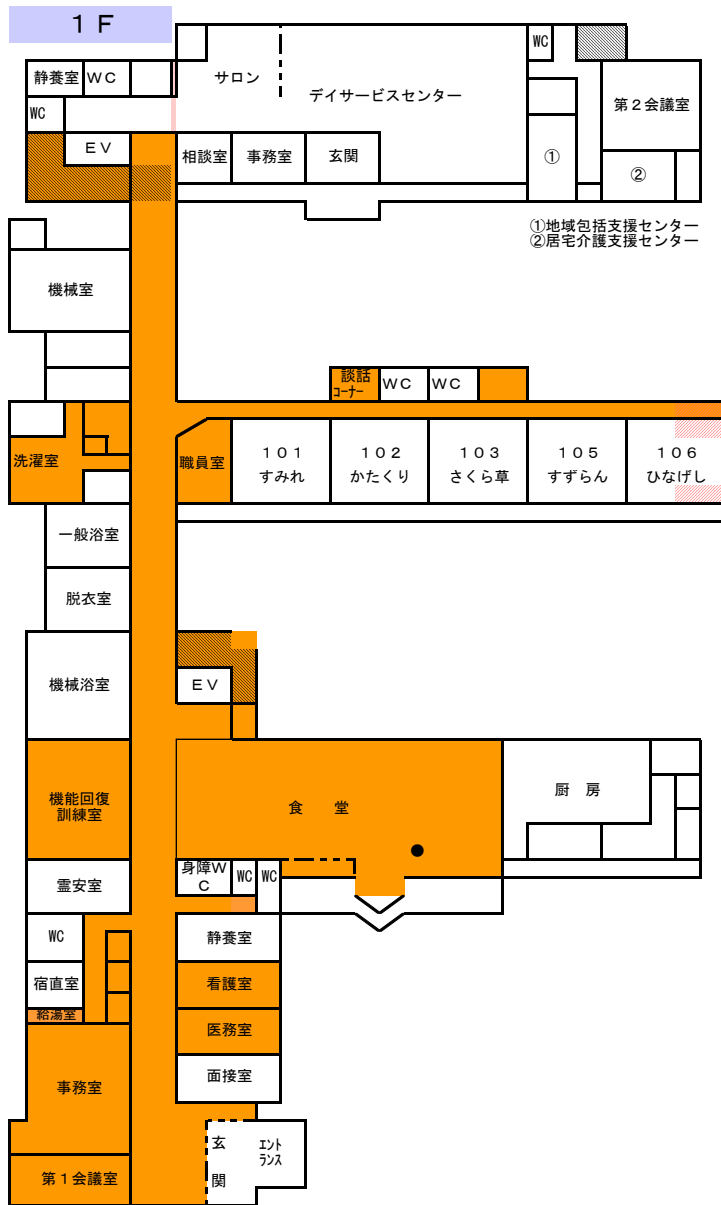 １Ｆ
静養室
ＷＣ
サロン
デイサービスセンター
WC
第２会議室
WC
ＥＶ
相談室
事務室
玄関
①
②
①地域包括支援センター
②居宅介護支援センター
機械室
談話
ｺｰﾅｰ
ＷＣ
ＷＣ
洗濯室
職員室
１０１
すみれ
１０２
かたくり
１０３
さくら草
１０５
すずらん
１０６
ひなげし
一般浴室
脱衣室
機械浴室
ＥＶ
機能回復
訓練室
食　堂
厨　房
霊安室
身障Ｗ
Ｃ
WC
WC
WC
静養室
宿直室
看護室
給湯室
医務室
事務室
面接室
玄
関
ｴﾝﾄ
ﾗﾝｽ
第１会議室